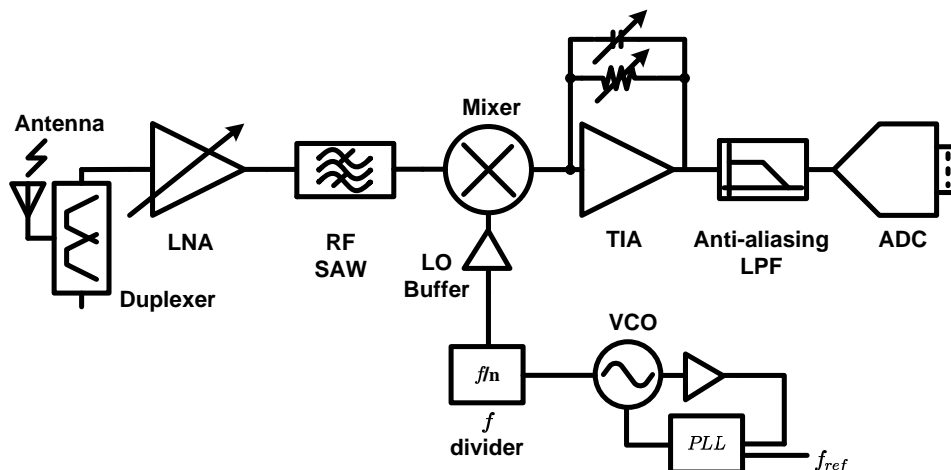 Antenna
Mixer
LNA
RF
SAW
TIA
Anti-aliasing
LPF
ADC
LO
Buffer
Duplexer
VCO
f/n
f
divider
PLL
f_ref